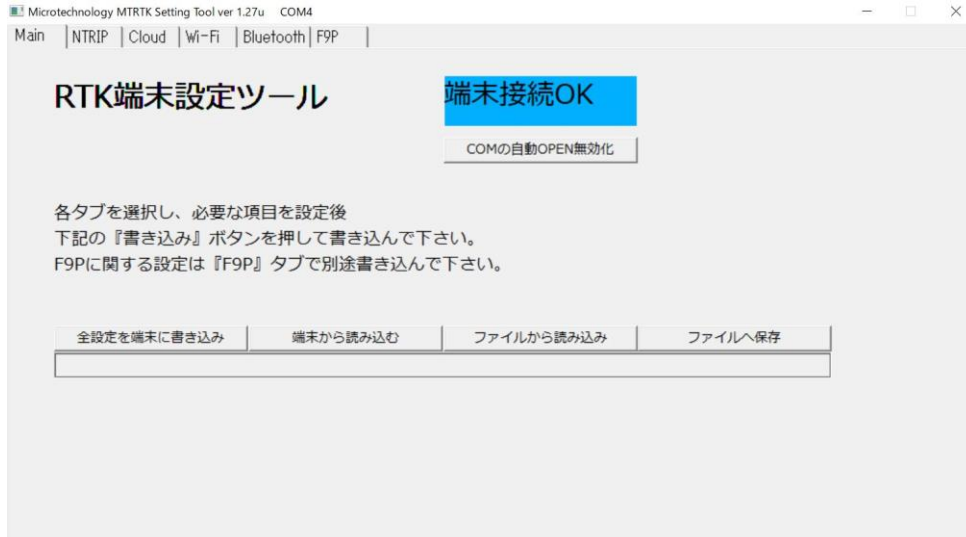 Microtechnology MTRTK Setting Tool ver 1.27u COM4
Main NTRIP Cloud Wi-Fi Bluetooth F9P
RTK端末設定ツール
端末接続OK
COMの自動OPEN無効化
各タブを選択し、必要な項目を設定後
下記の『書き込み』ボタンを押して書き込んで下さい。
F9Pに関する設定は『F9P』タブで別途書き込んで下さい。
全設定を端末に書き込み 端末から読み込む ファイルから読み込み ファイルへ保存